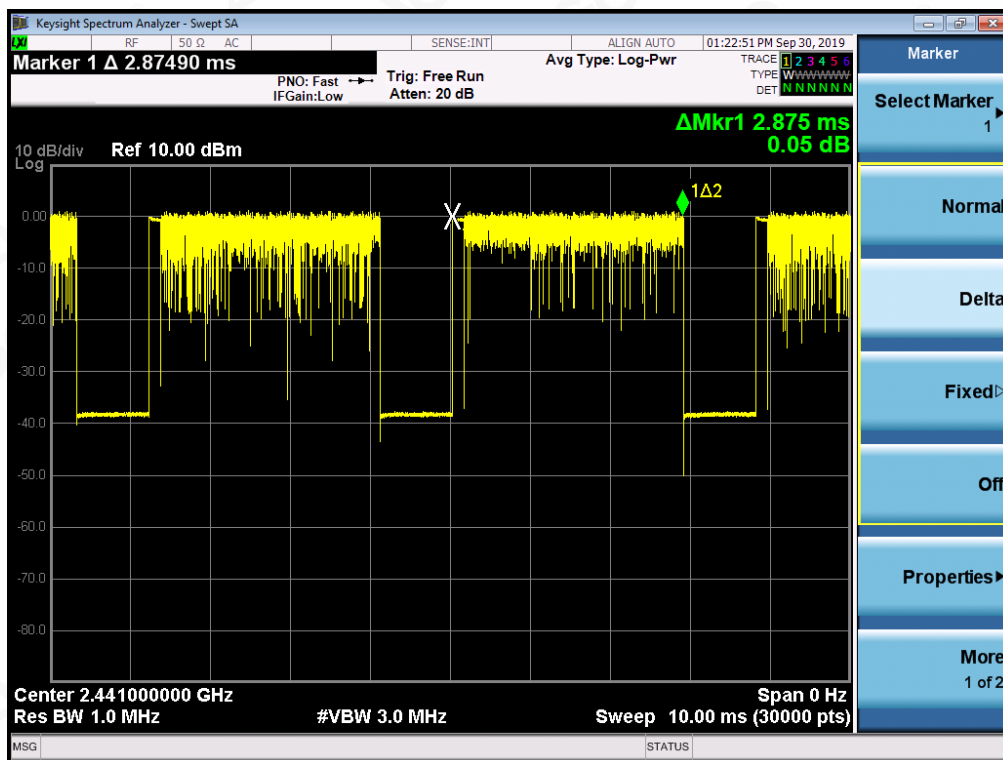 Keysight Spectrum Analyzer - Swept SA
LXI
RF 50 Ω AC SENSE:INT ALIGN AUTO 01:22:51 PM Sep 30, 2019
Marker 1 Δ 2.87490 ms
PNO: Fast
IFGain:Low
Trig: Free Run
Atten: 20 dB
Avg Type: Log-Pwr
TRACE 1 2 3 4 5 6
TYPE WWWWWW
DET N N N N N N
ΔMkr1 2.875 ms
0.05 dB
10 dB/div Ref 10.00 dBm
Log
1Δ2
0.00
-10.0
-20.0
-30.0
-40.0
-50.0
-60.0
-70.0
-80.0
Center 2.441000000 GHz Span 0 Hz
Res BW 1.0 MHz #VBW 3.0 MHz Sweep 10.00 ms (30000 pts)
MSG STATUS
Marker
Select Marker
1
Normal
Delta
Fixed
Off
Properties
More
1 of 2